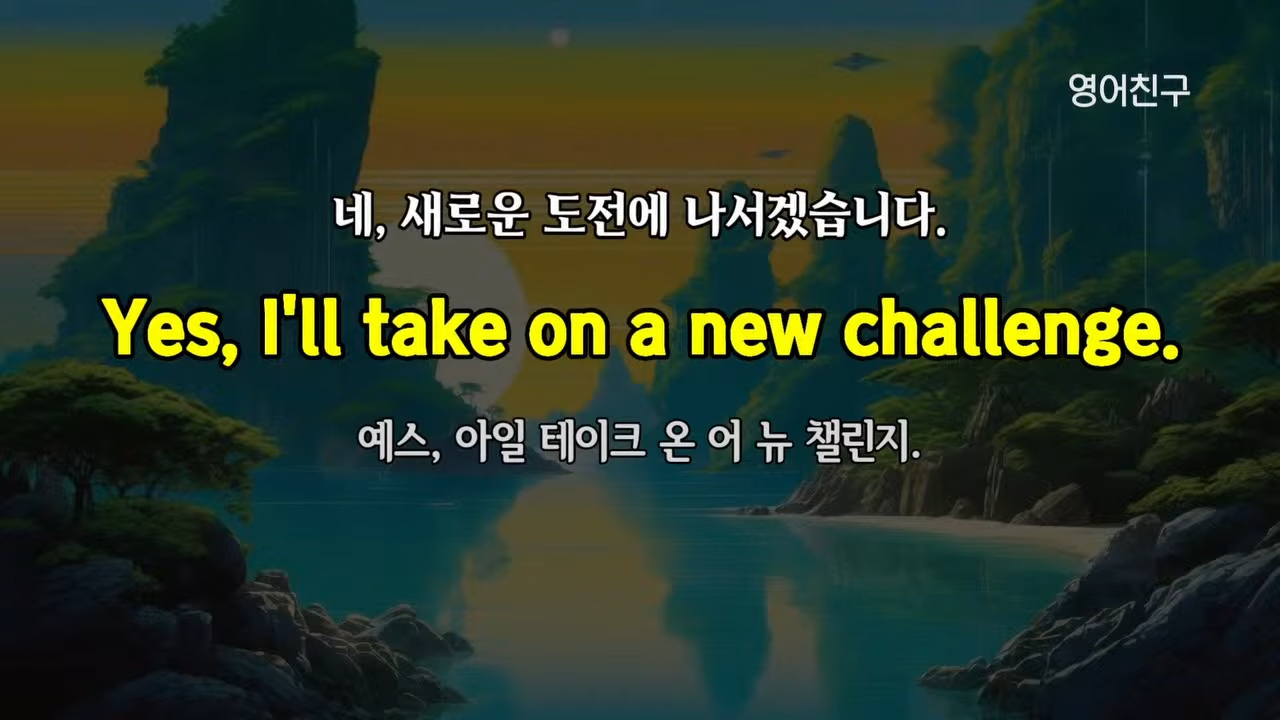 영어친구
네, 새로운 도전에 나서겠습니다.
Yes, I'll take on a new challenge.
예스, 아일 테이크 온 어 뉴 챌린지.